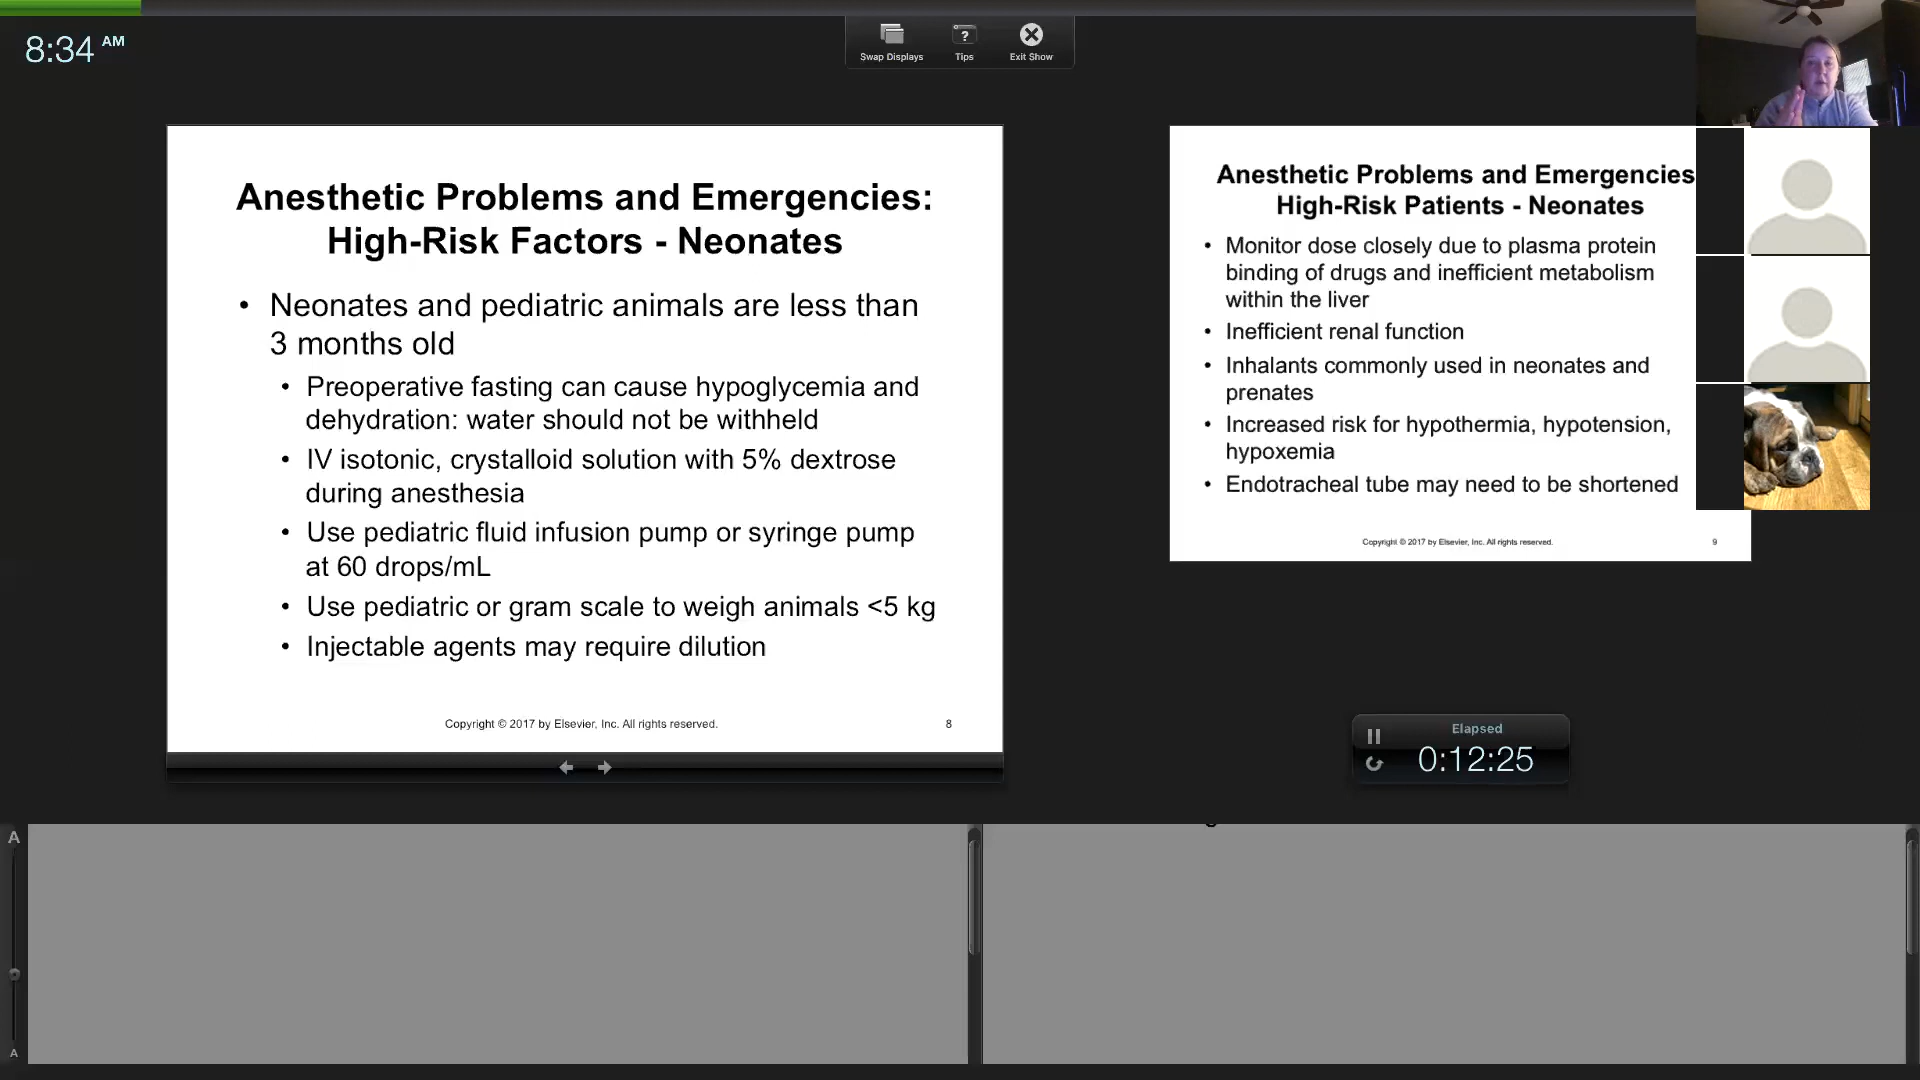 8:34 AM
Swap Displays
Tips
Exit Show
Anesthetic Problems and Emergencies:
High-Risk Factors - Neonates
• Neonates and pediatric animals are less than
3 months old
• Preoperative fasting can cause hypoglycemia and
dehydration: water should not be withheld
• IV isotonic, crystalloid solution with 5% dextrose
during anesthesia
• Use pediatric fluid infusion pump or syringe pump
at 60 drops/mL
• Use pediatric or gram scale to weigh animals <5 kg
• Injectable agents may require dilution
Copyright © 2017 by Elsevier, Inc. All rights reserved.
8
Anesthetic Problems and Emergencies
High-Risk Patients - Neonates
• Monitor dose closely due to plasma protein
binding of drugs and inefficient metabolism
within the liver
• Inefficient renal function
• Inhalants commonly used in neonates and
prenates
• Increased risk for hypothermia, hypotension,
hypoxemia
• Endotracheal tube may need to be shortened
Copyright © 2017 by Elsevier, Inc. All rights reserved.
9
Elapsed
0:12:25
A
A